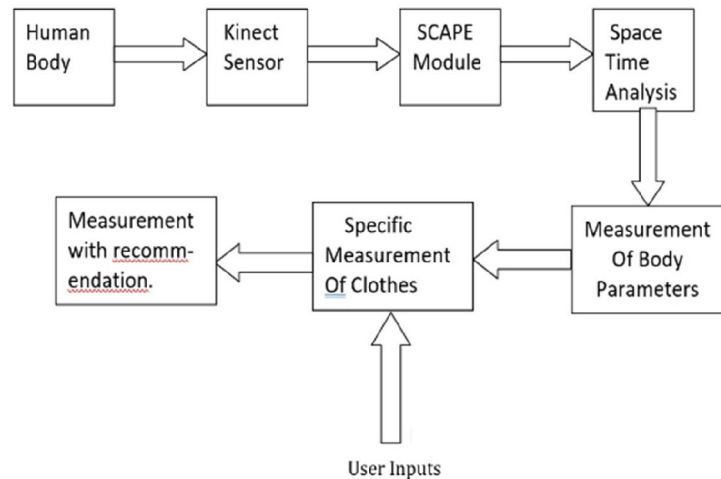 Human
Body
Kinect
Sensor
SCAPE
Module
Space
Time
Analysis
Measurement
Of Body
Parameters
Specific
Measurement
Of Clothes
Measurement
with recomm-
endation.
User Inputs